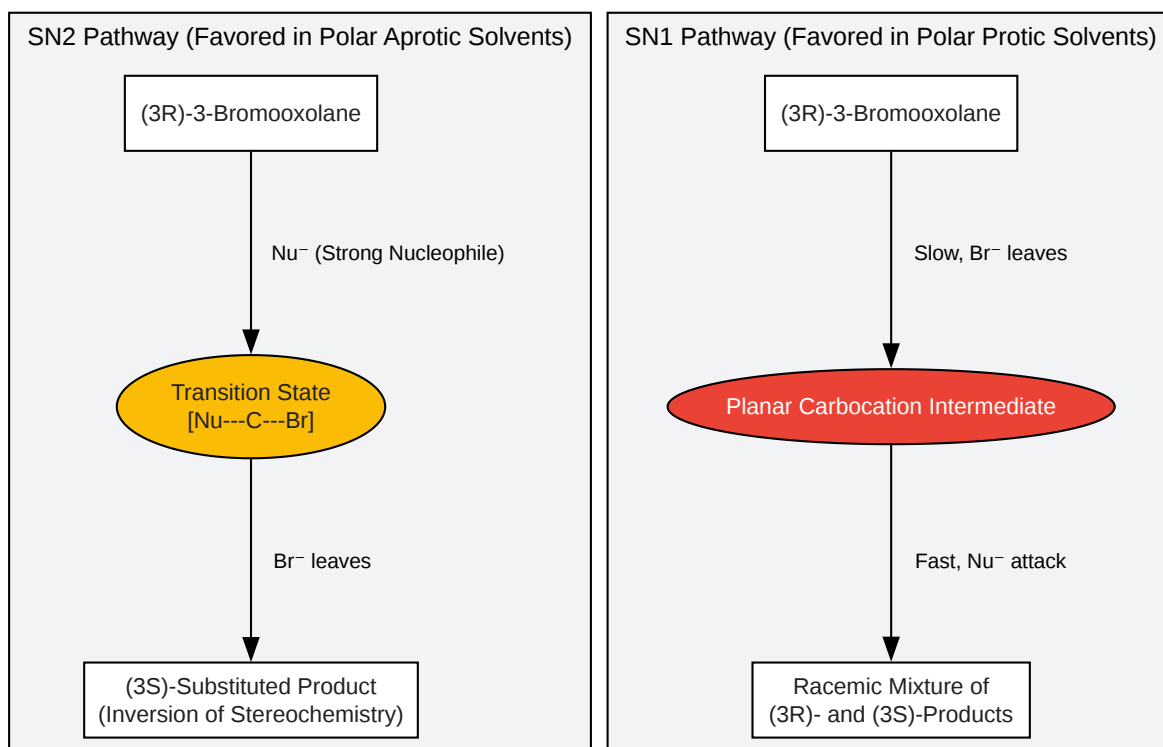 SN2 Pathway (Favored in Polar Aprotic Solvents)
(3R)-3-Bromooxolane
Nu⁻ (Strong Nucleophile)
Transition State
[Nu---C---Br]
Br⁻ leaves
(3S)-Substituted Product
(Inversion of Stereochemistry)
SN1 Pathway (Favored in Polar Protic Solvents)
(3R)-3-Bromooxolane
Slow, Br⁻ leaves
Planar Carbocation Intermediate
Fast, Nu⁻ attack
Racemic Mixture of
(3R)- and (3S)-Products